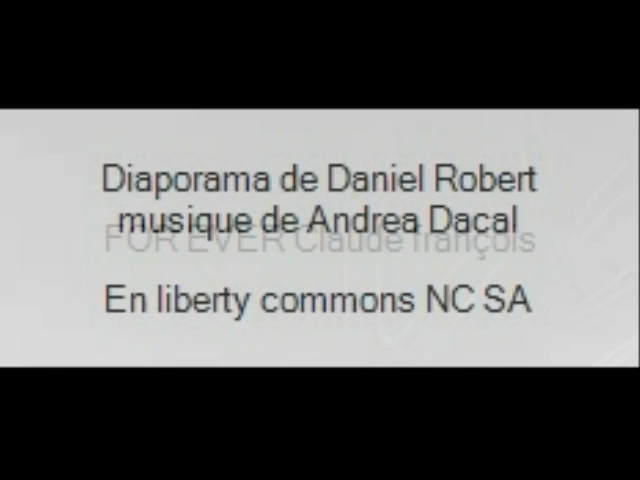 Diaporama de Daniel Robert
musique de Andrea Dacal
FOR EVER Claude françois
En liberty commons NC SA